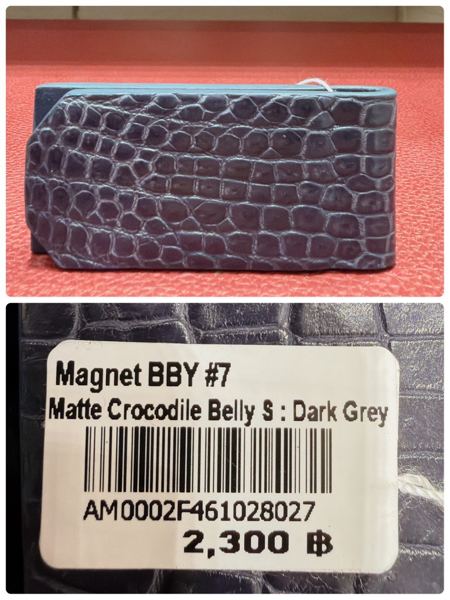 Magnet BBY #7
Matte Crocodile Belly S : Dark Grey
AM0002F461028027
2,300 ฿